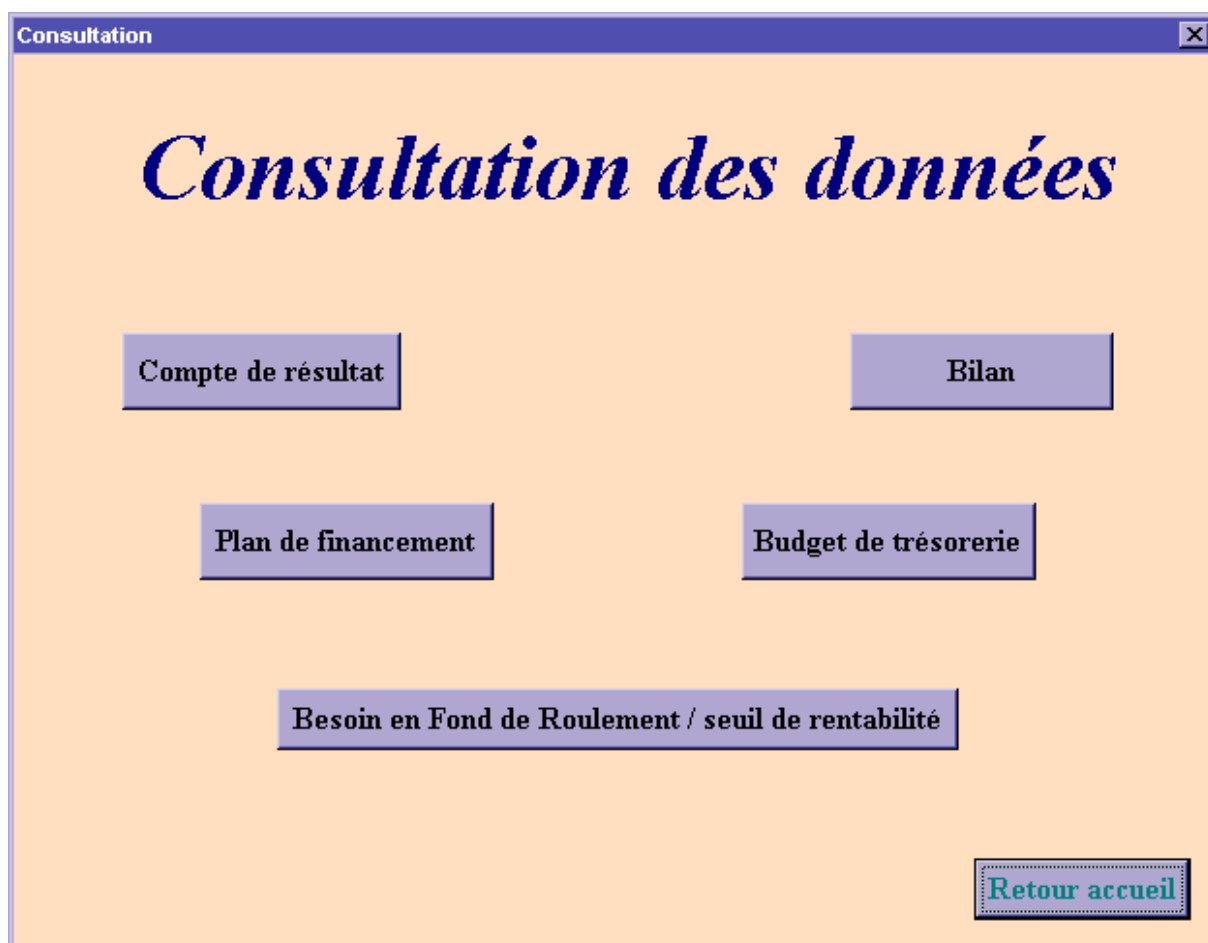 Consultation
Consultation des données
Compte de résultat
Bilan
Plan de financement
Budget de trésorerie
Besoin en Fond de Roulement / seuil de rentabilité
Retour accueil